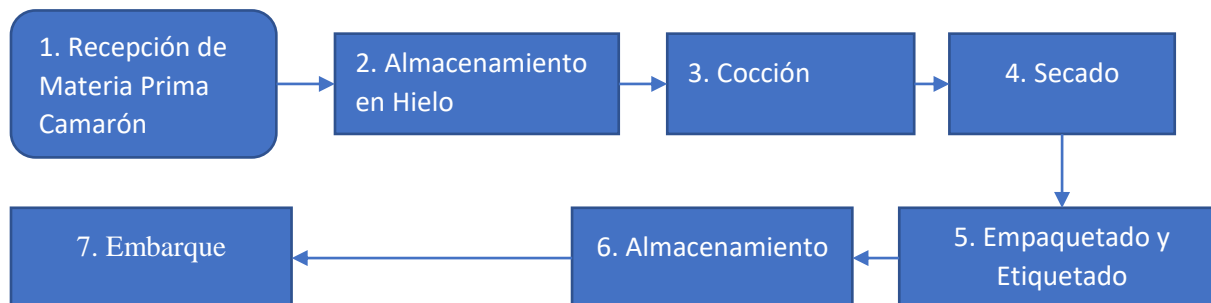 1. Recepción de
Materia Prima
Camarón
2. Almacenamiento
en Hielo
3. Cocción
4. Secado
5. Empaquetado y
Etiquetado
6. Almacenamiento
7. Embarque